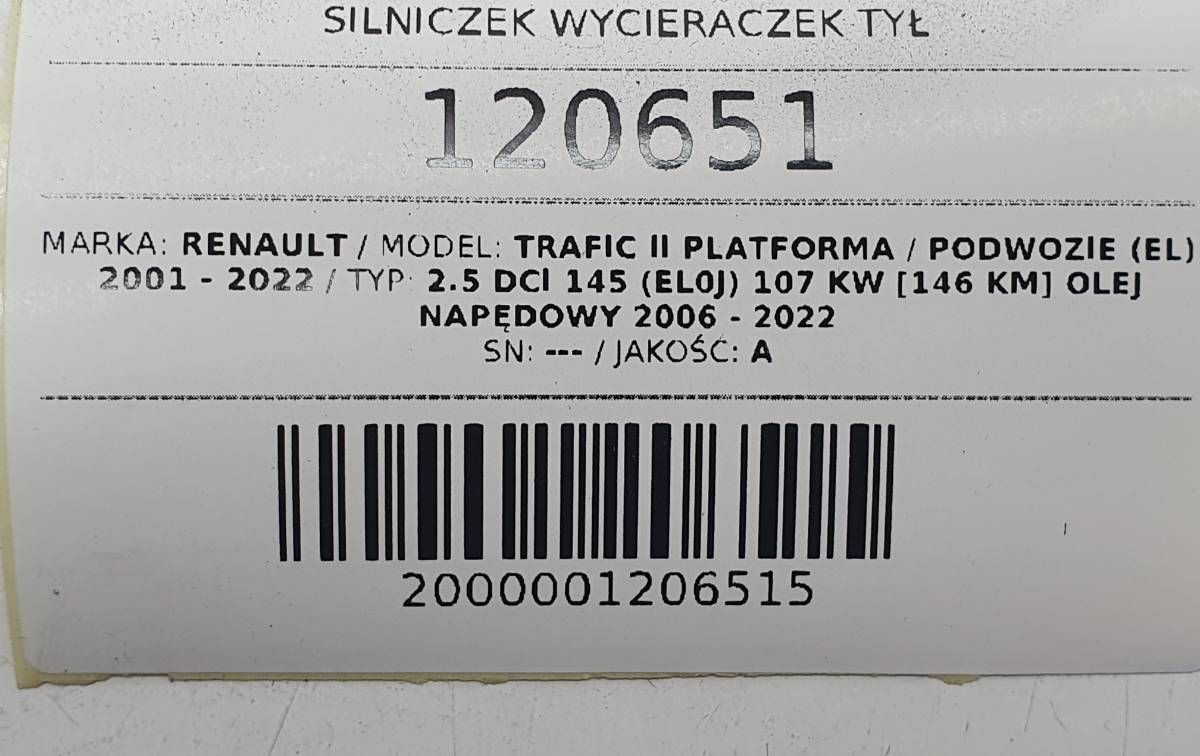 SILNICZEK WYCIERACZEK TYŁ
120651
MARKA: RENAULT / MODEL: TRAFIC II PLATFORMA / PODWOZIE (EL)
2001 - 2022 / TYP: 2.5 DCI 145 (EL0J) 107 KW [146 KM] OLEJ
NAPĘDOWY 2006 - 2022
SN: --- / JAKOŚĆ: A
2000001206515